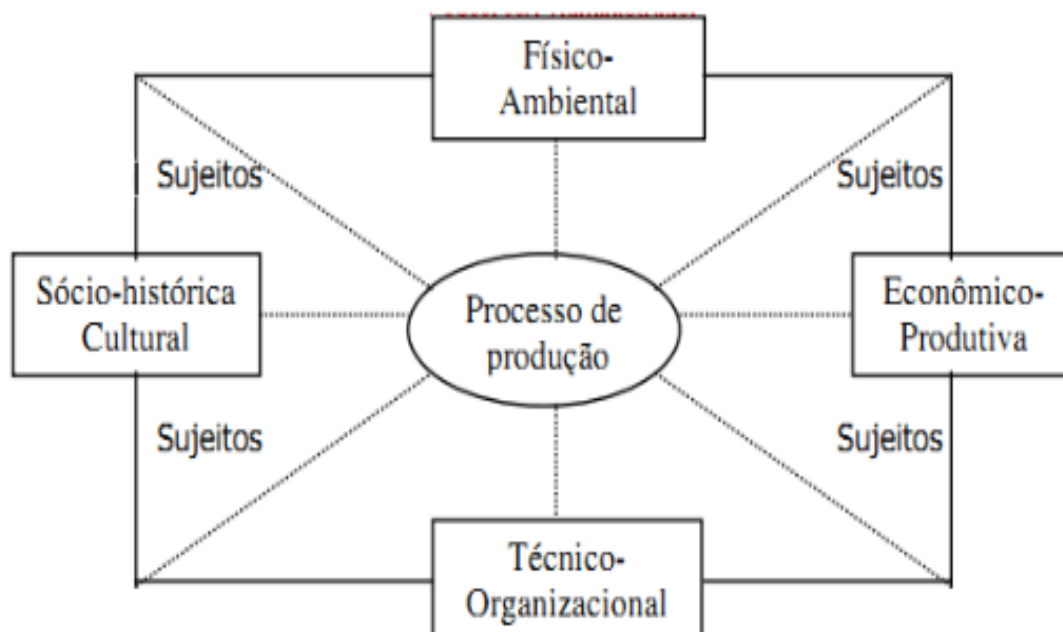 Físico-
Ambiental
Sujeitos
Sujeitos
Sócio-histórica
Cultural
Processo de
produção
Econômico-
Produtiva
Sujeitos
Sujeitos
Técnico-
Organizacional